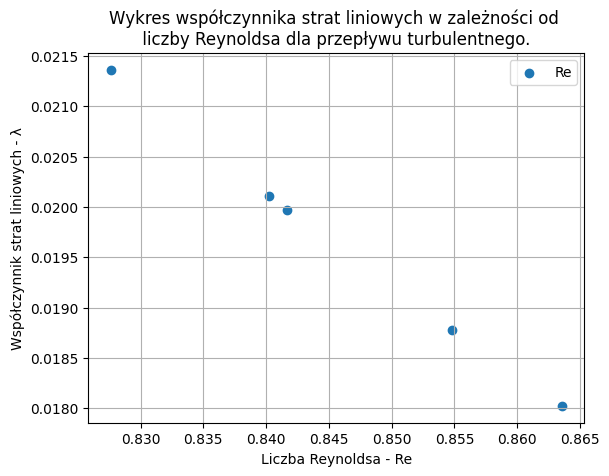 Wykres współczynnika strat liniowych w zależności od
liczby Reynoldsa dla przepływu turbulentnego.
Re
0.0215
0.0210
0.0205
0.0200
0.0195
0.0190
0.0185
0.0180
Współczynnik strat liniowych - λ
0.830 0.835 0.840 0.845 0.850 0.855 0.860 0.865
Liczba Reynoldsa - Re